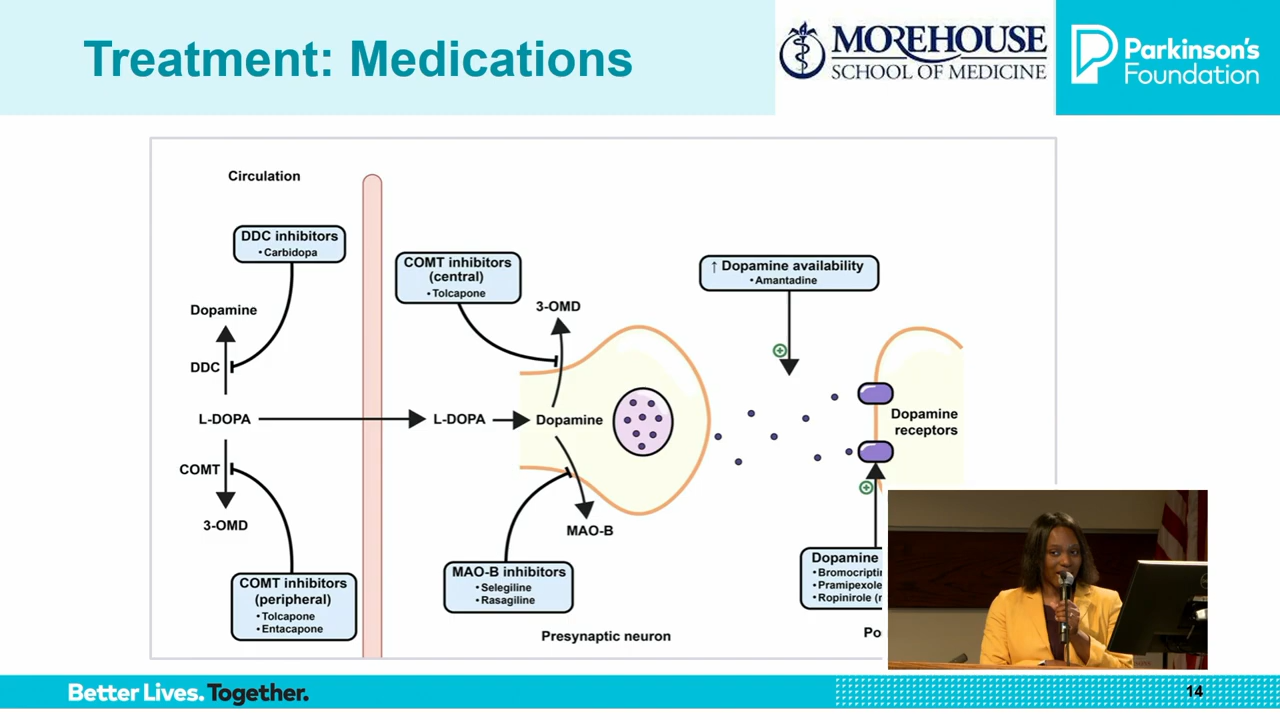 Treatment: Medications
MOREHOUSE
SCHOOL OF MEDICINE
Parkinson's
Foundation
Circulation
DDC inhibitors
• Carbidopa
Dopamine
DDC
L-DOPA
COMT
3-OMD
COMT inhibitors
(peripheral)
• Tolcapone
• Entacapone
COMT inhibitors
(central)
• Tolcapone
3-OMD
L-DOPA
Dopamine
MAO-B
MAO-B inhibitors
• Selegiline
• Rasagiline
Presynaptic neuron
↑ Dopamine availability
• Amantadine
Dopamine
receptors
Dopamine
• Bromocriptin
• Pramipexole
• Ropinirole (
Po
Better Lives. Together.
14